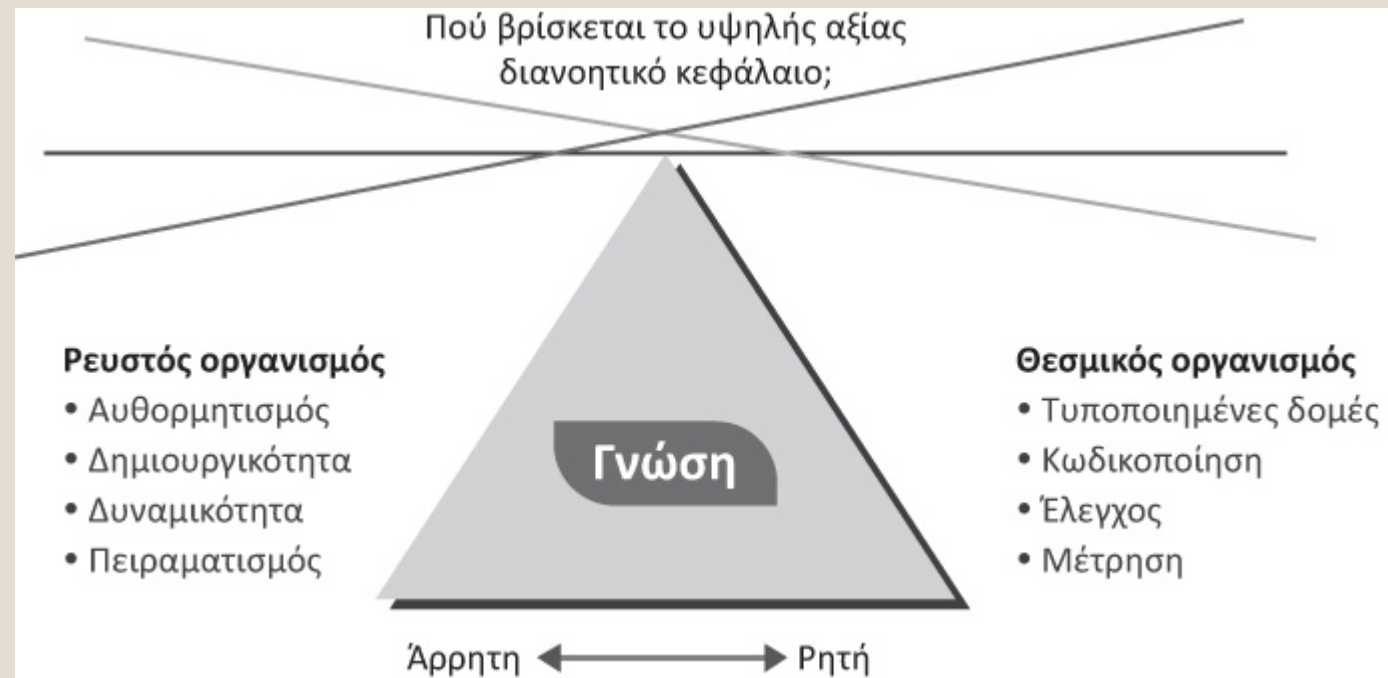 Πού βρίσκεται το υψηλής αξίας
διανοητικό κεφάλαιο;
Ρευστός οργανισμός
• Αυθορμητισμός
• Δημιουργικότητα
• Δυναμικότητα
• Πειραματισμός
Γνώση
Θεσμικός οργανισμός
• Τυποποιημένες δομές
• Κωδικοποίηση
• Έλεγχος
• Μέτρηση
Άρρητη
Ρητή